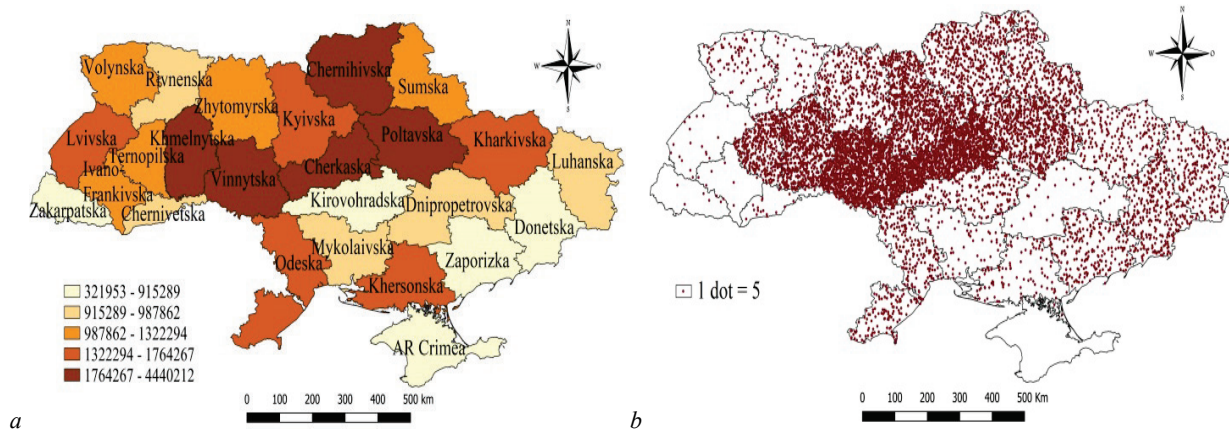 N
W O
S
Volynska
Rivnenska
Chernihivska
Sumska
Zhytomyrska
Kyivska
Lvivska
Khmelnytska
Poltavska
Kharkivska
Ternopilska
Ivano-
Frankivska
Vinnytska
Cherkaska
Luhanska
Zakarpatska
Chernivetska
Kirovohradska
Dnipropetrovska
Donetska
Mykolaivska
Zaporizka
Odeska
Khersonska
AR Crimea
321953 - 915289
915289 - 987862
987862 - 1322294
1322294 - 1764267
1764267 - 4440212
0 100 200 300 400 500 Km
a
N
W O
S
1 dot = 5
0 100 200 300 400 500 Km
b